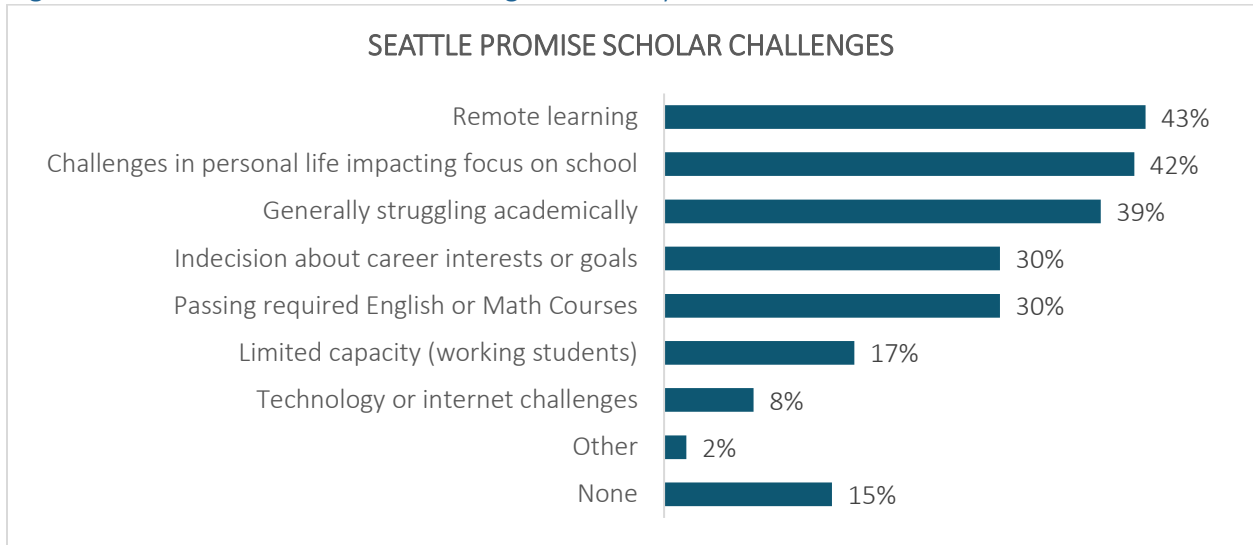 SEATTLE PROMISE SCHOLAR CHALLENGES
Remote learning 43%
Challenges in personal life impacting focus on school 42%
Generally struggling academically 39%
Indecision about career interests or goals 30%
Passing required English or Math Courses 30%
Limited capacity (working students) 17%
Technology or internet challenges 8%
Other 2%
None 15%